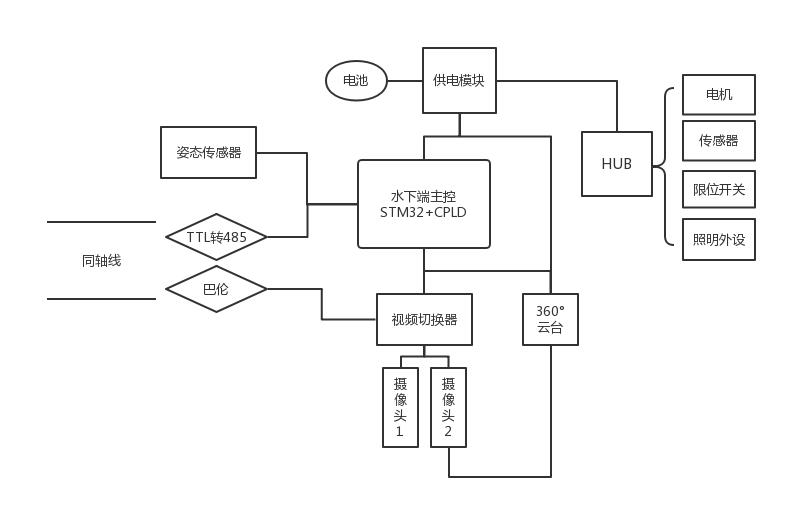 电池
供电模块
电机
传感器
限位开关
照明外设
HUB
姿态传感器
水下端主控
STM32+CPLD
TTL转485
同轴线
巴伦
视频切换器
360°
云台
摄
像
头
1
摄
像
头
2